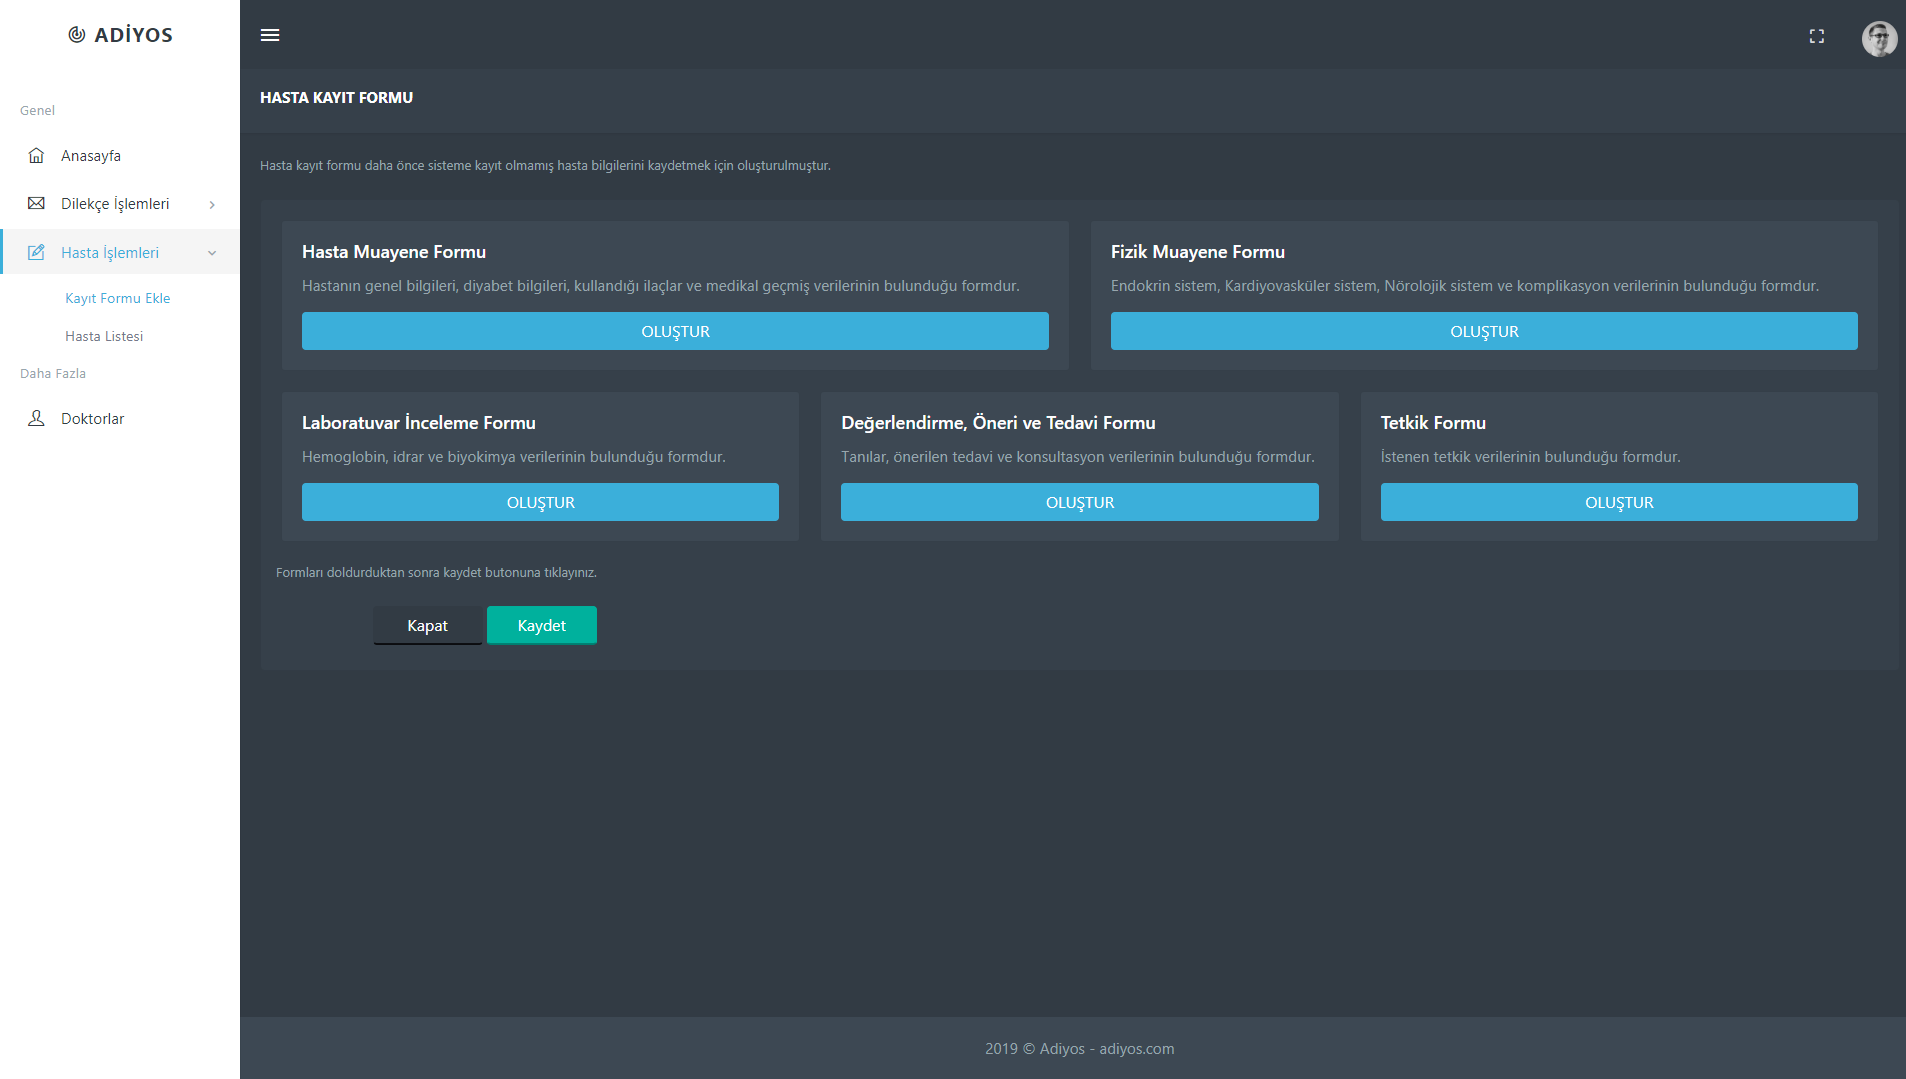 ADİYOS
Genel
Anasayfa
Dilekçe İşlemleri
Hasta İşlemleri
Kayıt Formu Ekle
Hasta Listesi
Daha Fazla
Doktorlar
HASTA KAYIT FORMU
Hasta kayıt formu daha önce sisteme kayıt olmamış hasta bilgilerini kaydetmek için oluşturulmuştur.
Hasta Muayene Formu
Hastanın genel bilgileri, diyabet bilgileri, kullandığı ilaçlar ve medikal geçmiş verilerinin bulunduğu formdur.
OLUŞTUR
Fizik Muayene Formu
Endokrin sistem, Kardiyovasküler sistem, Nörolojik sistem ve komplikasyon verilerinin bulunduğu formdur.
OLUŞTUR
Laboratuvar İnceleme Formu
Hemoglobin, idrar ve biyokimya verilerinin bulunduğu formdur.
OLUŞTUR
Değerlendirme, Öneri ve Tedavi Formu
Tanılar, önerilen tedavi ve konsultasyon verilerinin bulunduğu formdur.
OLUŞTUR
Tetkik Formu
İstenen tetkik verilerinin bulunduğu formdur.
OLUŞTUR
Formları doldurduktan sonra kaydet butonuna tıklayınız.
Kapat
Kaydet
2019 © Adiyos - adiyos.com